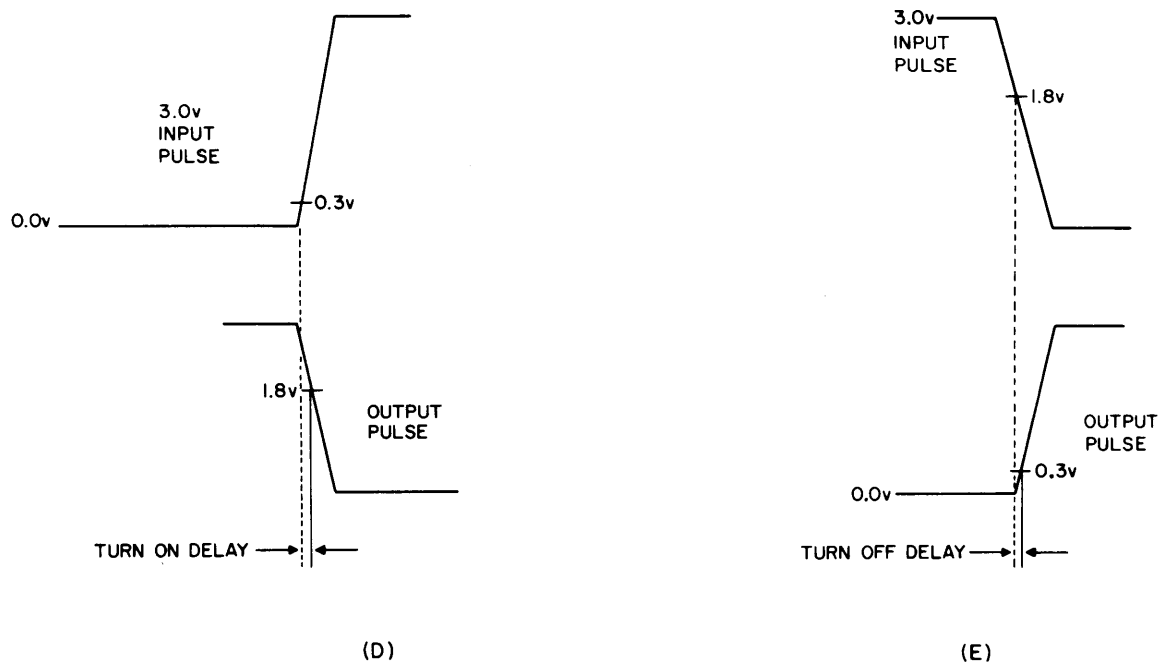 3.0v
INPUT
PULSE
0.3v
0.0v
1.8v
OUTPUT
PULSE
TURN ON DELAY
(D)
3.0v
INPUT
PULSE
1.8v
OUTPUT
PULSE
0.3v
0.0v
TURN OFF DELAY
(E)